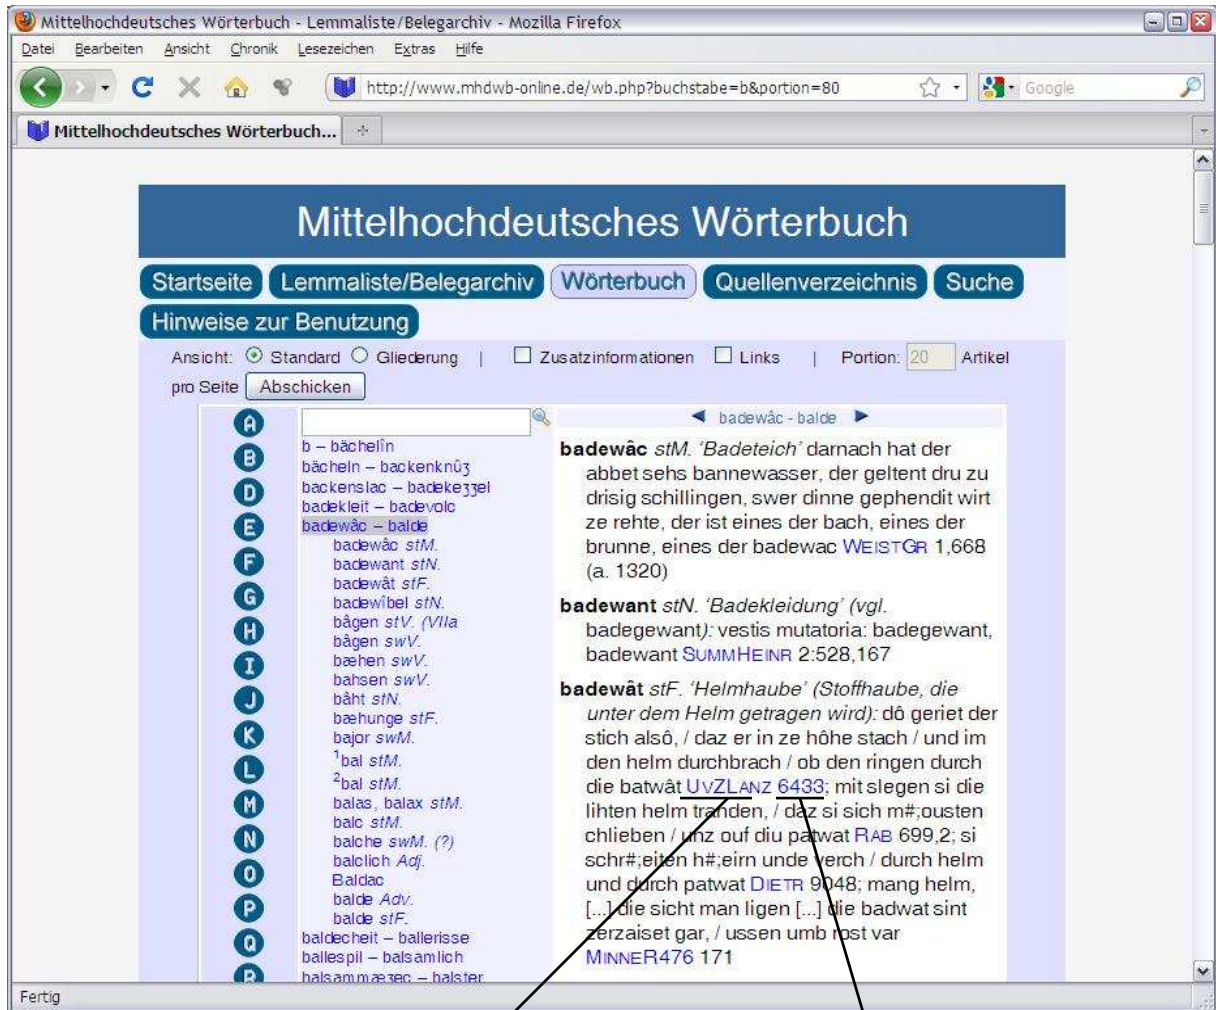 Mittelhochdeutsches Wörterbuch - Lemmaliste/Belegarchiv - Mozilla Firefox
Datei Bearbeiten Ansicht Chronik Lesezeichen Extras Hilfe
http://www.mhdwb-online.de/wb.php?buchstabe=b&portion=80
Google
Mittelhochdeutsches Wörterbuch...
Mittelhochdeutsches Wörterbuch
Startseite Lemmaliste/Belegarchiv Wörterbuch Quellenverzeichnis Suche
Hinweise zur Benutzung
Ansicht: Standard Gliederung | Zusatzinformationen Links | Portion: 20 Artikel
pro Seite Abschicken
A
B
D
E
F
G
H
I
J
K
L
M
N
O
P
Q
R
b – bächelîn
bächeln – backenknûʒ
backenslac – badekeʒʒel
badekleit – badevolc
badewâc – balde
badewâc stM.
badewant stN.
badewât stF.
badewîbel stN.
bâgen stV. (VIIa
bâgen swV.
bæhen swV.
bahsen swV.
bâht stN.
bæhunge stF.
bajor swM.
1bal stM.
2bal stM.
balas, balax stM.
balc stM.
balche swM. (?)
balclich Adj.
Baldac
balde Adv.
balde stF.
baldecheit – ballerisse
ballespil – balsamlich
balsammæʒec – balster
badewâc - balde
badewâc stM. 'Badeteich' darnach hat der
abbet sehs bannewasser, der geltent dru zu
drisig schillingen, swer dinne gephendit wirt
ze rehte, der ist eines der bach, eines der
brunne, eines der badewac WEISTGR 1,668
(a. 1320)
badewant stN. 'Badekleidung' (vgl.
badegewant): vestis mutatoria: badegewant,
badewant SUMMHEINR 2:528,167
badewât stF. 'Helmhaube' (Stoffhaube, die
unter dem Helm getragen wird): dô geriet der
stich alsô, / daz er in ze hôhe stach / und im
den helm durchbrach / ob den ringen durch
die batwât UVZLANZ 6433; mit slegen si die
lihten helm tranden, / daz si sich m#;ousten
chlieben / unz ouf diu patwat RAB 699,2; si
schr#;eiten h#;eirn unde verch / durch helm
und durch patwat DIETR 9048; mang helm,
[...] die sicht man ligen [...] die badwat sint
zerzaiset gar, / ussen umb rost var
MINNER476 171
Fertig